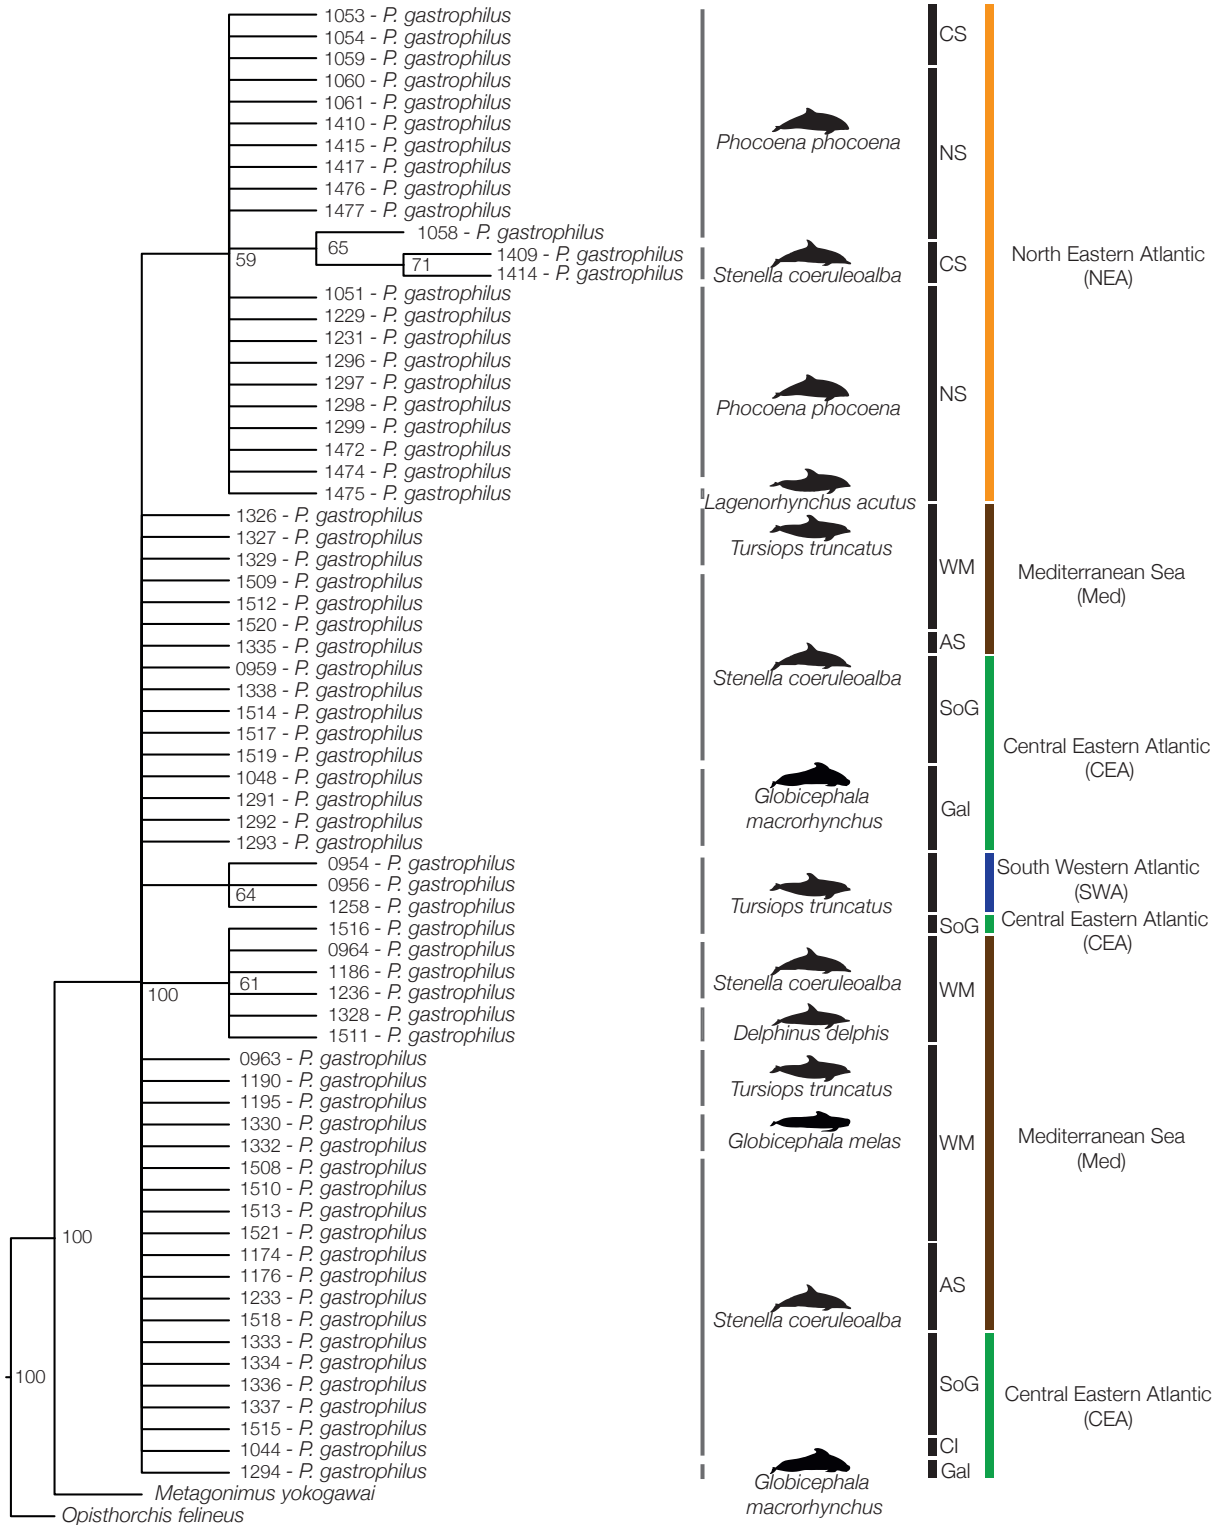 1053 - P. gastrophilus
1054 - P. gastrophilus
1059 - P. gastrophilus
1060 - P. gastrophilus
1061 - P. gastrophilus
1410 - P. gastrophilus
1415 - P. gastrophilus
1417 - P. gastrophilus
1476 - P. gastrophilus
1477 - P. gastrophilus
1058 - P. gastrophilus
1409 - P. gastrophilus
1414 - P. gastrophilus
1051 - P. gastrophilus
1229 - P. gastrophilus
1231 - P. gastrophilus
1296 - P. gastrophilus
1297 - P. gastrophilus
1298 - P. gastrophilus
1299 - P. gastrophilus
1472 - P. gastrophilus
1474 - P. gastrophilus
1475 - P. gastrophilus
1326 - P. gastrophilus
1327 - P. gastrophilus
1329 - P. gastrophilus
1509 - P. gastrophilus
1512 - P. gastrophilus
1520 - P. gastrophilus
1335 - P. gastrophilus
0959 - P. gastrophilus
1338 - P. gastrophilus
1514 - P. gastrophilus
1517 - P. gastrophilus
1519 - P. gastrophilus
1048 - P. gastrophilus
1291 - P. gastrophilus
1292 - P. gastrophilus
1293 - P. gastrophilus
0954 - P. gastrophilus
0956 - P. gastrophilus
1258 - P. gastrophilus
1516 - P. gastrophilus
0964 - P. gastrophilus
1186 - P. gastrophilus
1236 - P. gastrophilus
1328 - P. gastrophilus
1511 - P. gastrophilus
0963 - P. gastrophilus
1190 - P. gastrophilus
1195 - P. gastrophilus
1330 - P. gastrophilus
1332 - P. gastrophilus
1508 - P. gastrophilus
1510 - P. gastrophilus
1513 - P. gastrophilus
1521 - P. gastrophilus
1174 - P. gastrophilus
1176 - P. gastrophilus
1233 - P. gastrophilus
1518 - P. gastrophilus
1333 - P. gastrophilus
1334 - P. gastrophilus
1336 - P. gastrophilus
1337 - P. gastrophilus
1515 - P. gastrophilus
1044 - P. gastrophilus
1294 - P. gastrophilus
Metagonimus yokogawai
Opisthorchis felineus
59
65
71
64
61
100
100
100
Phocoena phocoena
Stenella coeruleoalba
Phocoena phocoena
Lagenorhynchus acutus
Tursiops truncatus
Stenella coeruleoalba
Globicephala
macrorhynchus
Tursiops truncatus
Stenella coeruleoalba
Delphinus delphis
Tursiops truncatus
Globicephala melas
Stenella coeruleoalba
Globicephala
macrorhynchus
CS
NS
CS
NS
WM
AS
SoG
Gal
SoG
WM
WM
AS
SoG
CI
Gal
North Eastern Atlantic
(NEA)
Mediterranean Sea
(Med)
Central Eastern Atlantic
(CEA)
South Western Atlantic
(SWA)
Central Eastern Atlantic
(CEA)
Mediterranean Sea
(Med)
Central Eastern Atlantic
(CEA)